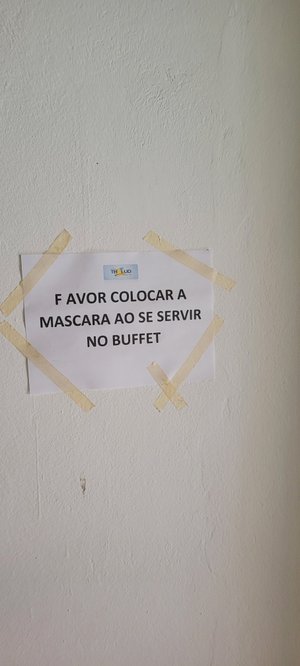 F AVOR COLOCAR A
MASCARA AO SE SERVIR
NO BUFFET